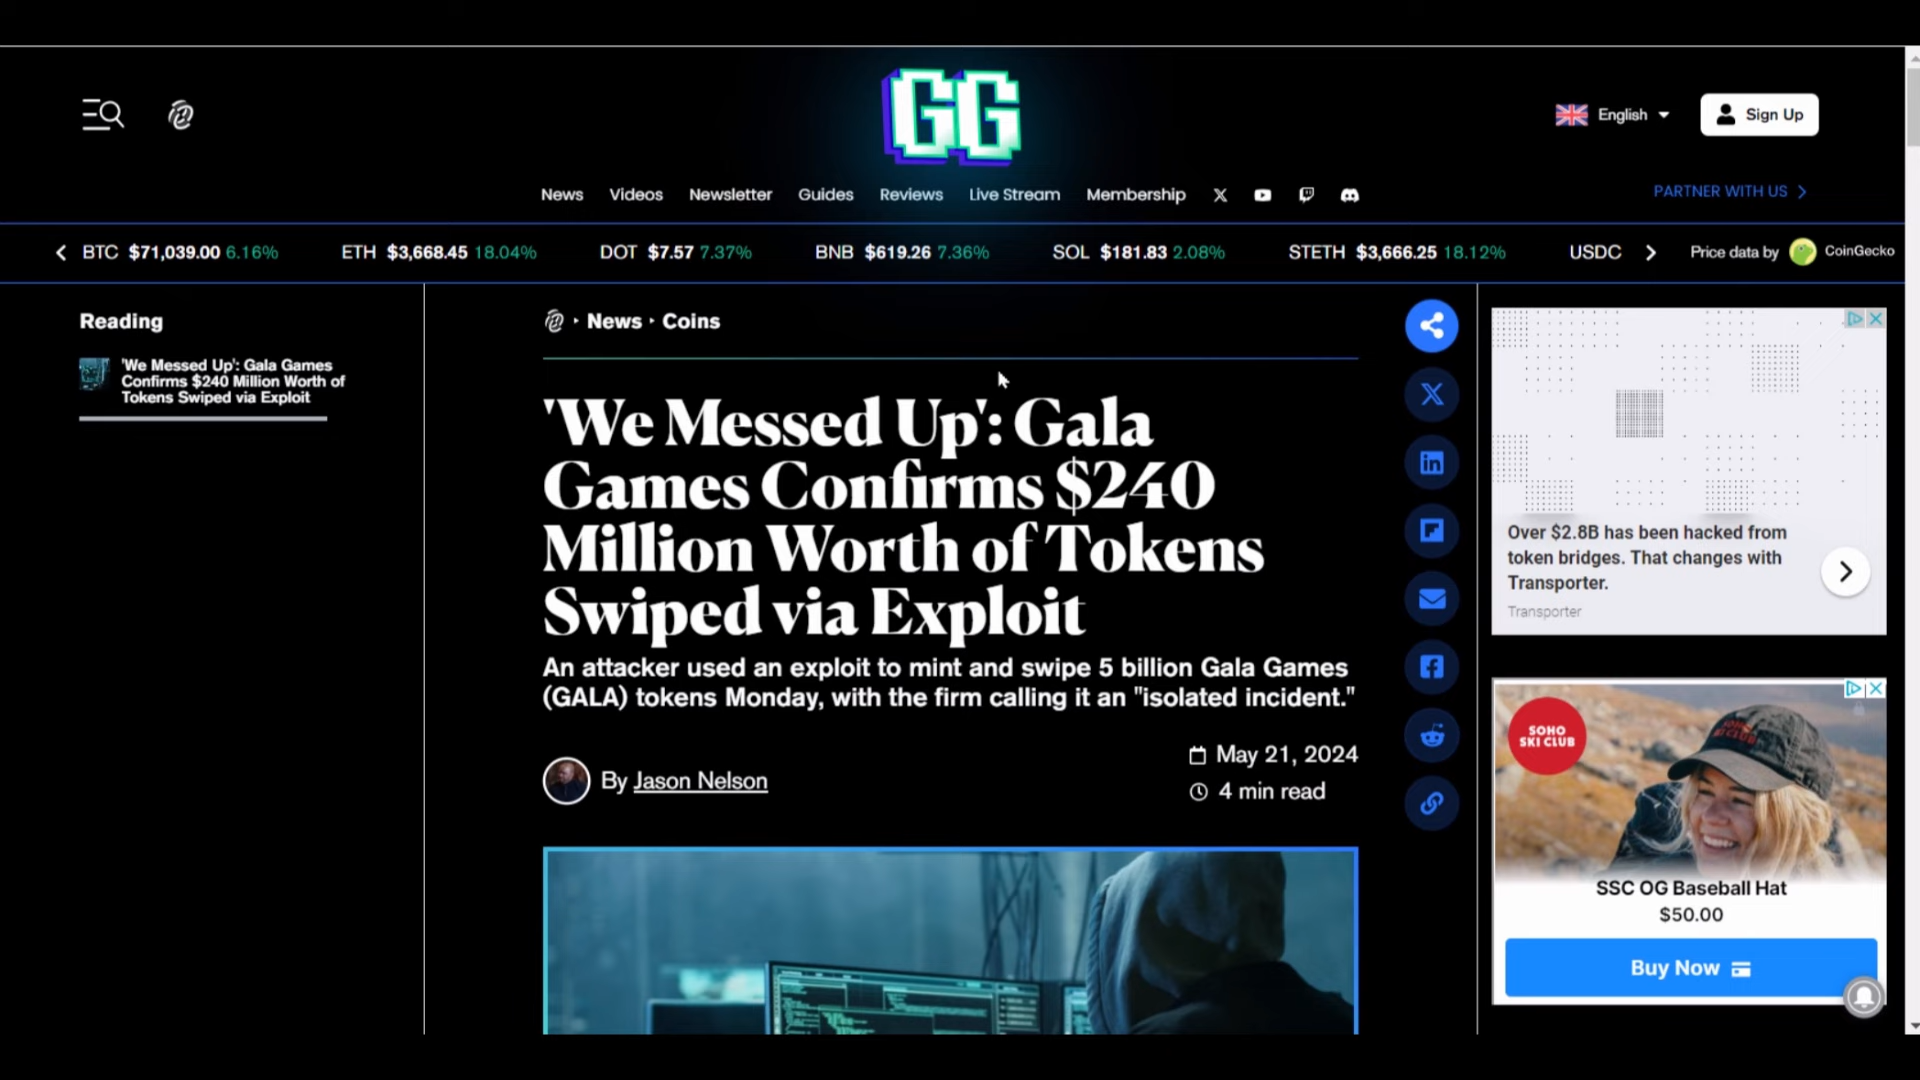 GG
English
Sign Up
News Videos Newsletter Guides Reviews Live Stream Membership
PARTNER WITH US
BTC $71,039.00 6.16% ETH $3,668.45 18.04% DOT $7.57 7.37% BNB $619.26 7.36% SOL $181.83 2.08% STETH $3,666.25 18.12% USDC
Price data by CoinGecko
Reading
'We Messed Up': Gala Games
Confirms $240 Million Worth of
Tokens Swiped via Exploit
News
Coins
'We Messed Up': Gala
Games Confirms $240
Million Worth of Tokens
Swiped via Exploit
An attacker used an exploit to mint and swipe 5 billion Gala Games
(GALA) tokens Monday, with the firm calling it an "isolated incident."
By Jason Nelson
May 21, 2024
4 min read
Over $2.8B has been hacked from
token bridges. That changes with
Transporter.
Transporter
SOHO
SKI CLUB
SSC OG Baseball Hat
$50.00
Buy Now